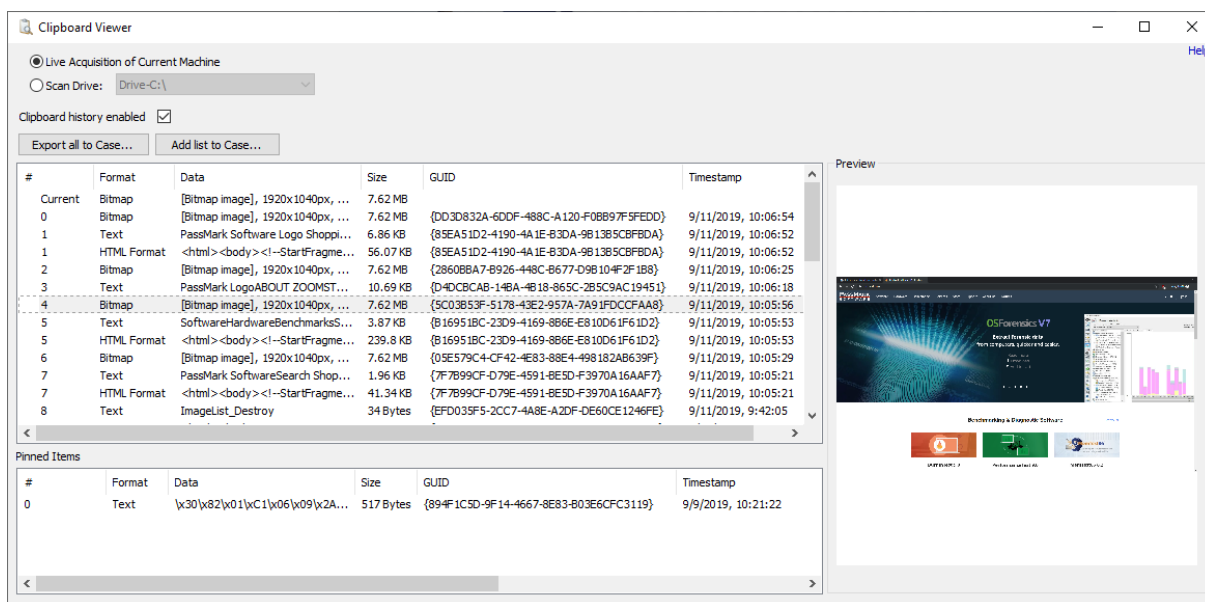 Clipboard Viewer
Help
Live Acquisition of Current Machine
Scan Drive: Drive-C:\
Clipboard history enabled
Export all to Case... Add list to Case...
# Format Data Size GUID Timestamp
Current Bitmap [Bitmap image], 1920x1040px, ... 7.62 MB
0 Bitmap [Bitmap image], 1920x1040px, ... 7.62 MB {DD3D832A-6DDF-488C-A120-F0BB97F5FEDD} 9/11/2019, 10:06:54
1 Text PassMark Software Logo Shoppi... 6.86 KB {85EA51D2-4190-4A1E-B3DA-9B13B5CBFBDA} 9/11/2019, 10:06:52
1 HTML Format <html><body><!--StartFragme... 56.07 KB {85EA51D2-4190-4A1E-B3DA-9B13B5CBFBDA} 9/11/2019, 10:06:52
2 Bitmap [Bitmap image], 1920x1040px, ... 7.62 MB {2860BBA7-B926-448C-B677-D9B104F2F1B8} 9/11/2019, 10:06:25
3 Text PassMark LogoABOUT ZOOMST... 10.69 KB {D4DCBCAB-14BA-4B18-865C-2B5C9AC19451} 9/11/2019, 10:06:18
4 Bitmap [Bitmap image], 1920x1040px, ... 7.62 MB {5C03B53F-5178-43E2-957A-7A91FDCCFAA8} 9/11/2019, 10:05:56
5 Text SoftwareHardwareBenchmarksS... 3.87 KB {B16951BC-23D9-4169-8B6E-E810D61F61D2} 9/11/2019, 10:05:53
5 HTML Format <html><body><!--StartFragme... 239.8 KB {B16951BC-23D9-4169-8B6E-E810D61F61D2} 9/11/2019, 10:05:53
6 Bitmap [Bitmap image], 1920x1040px, ... 7.62 MB {05E579C4-CF42-4E83-88E4-498182AB639F} 9/11/2019, 10:05:29
7 Text PassMark SoftwareSearch Shop... 1.96 KB {7F7B99CF-D79E-4591-BE5D-F3970A16AAF7} 9/11/2019, 10:05:21
7 HTML Format <html><body><!--StartFragme... 41.34 KB {7F7B99CF-D79E-4591-BE5D-F3970A16AAF7} 9/11/2019, 10:05:21
8 Text ImageList_Destroy 34 Bytes {EFD035F5-2CC7-4A8E-A2DF-DE60CE1246FE} 9/11/2019, 9:42:05
Pinned Items
# Format Data Size GUID Timestamp
0 Text \x30\x82\x01\xC1\x06\x09\x2A... 517 Bytes {894F1C5D-9F14-4667-8E83-B03E6CFC3119} 9/9/2019, 10:21:22
Preview
OSForensics V7
Extract forensic data
from computers, quicker and easier.
Benchmarking & Diagnostic Software